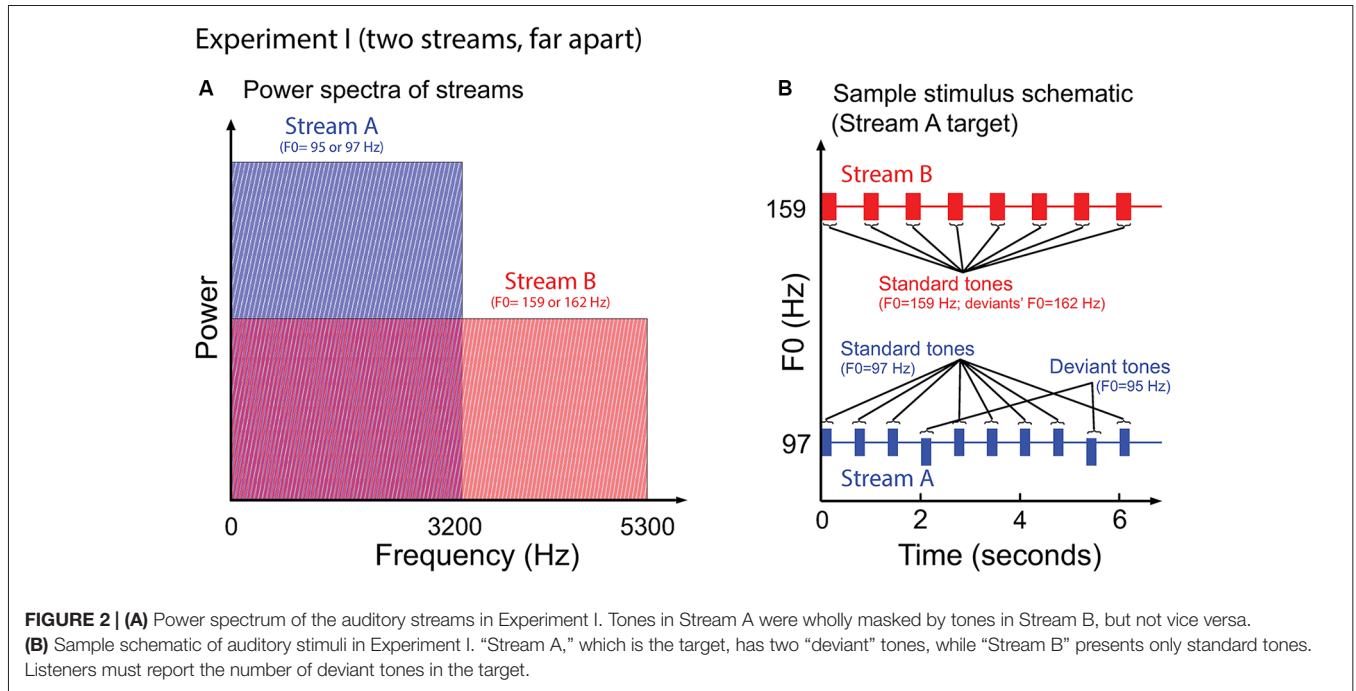 Experiment I (two streams, far apart)
A Power spectra of streams
Stream A
(F0= 95 or 97 Hz)
Stream B
(F0= 159 or 162 Hz)
Power
0 3200 5300
Frequency (Hz)
B Sample stimulus schematic
(Stream A target)
Stream B
159
Standard tones
(F0=159 Hz; deviants' F0=162 Hz)
F0 (Hz)
Standard tones
(F0=97 Hz)
Deviant tones
(F0=95 Hz)
97
Stream A
0 2 4 6
Time (seconds)
FIGURE 2 | (A) Power spectrum of the auditory streams in Experiment I. Tones in Stream A were wholly masked by tones in Stream B, but not vice versa.
(B) Sample schematic of auditory stimuli in Experiment I. “Stream A,” which is the target, has two “deviant” tones, while “Stream B” presents only standard tones.
Listeners must report the number of deviant tones in the target.